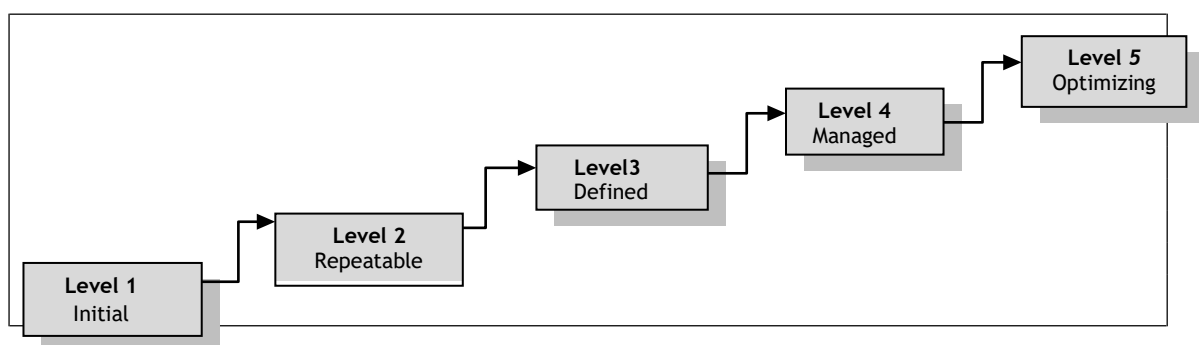 Level 1
Initial
Level 2
Repeatable
Level3
Defined
Level 4
Managed
Level 5
Optimizing